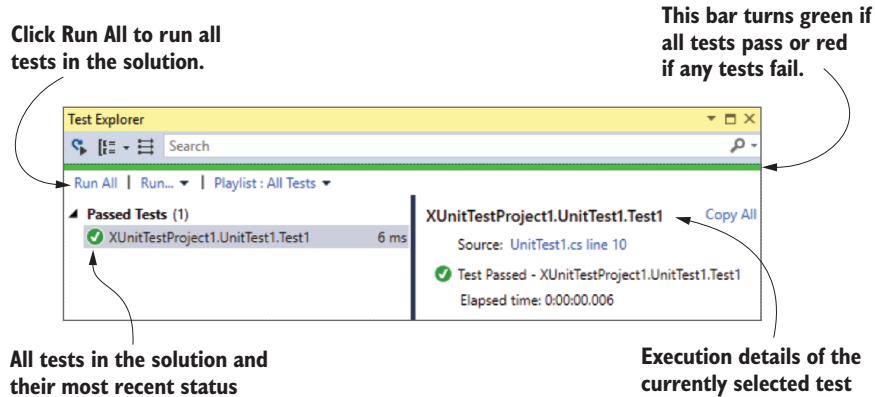 Click Run All to run all
tests in the solution.
This bar turns green if
all tests pass or red
if any tests fail.
Test Explorer
Search
Run All | Run... | Playlist : All Tests
Passed Tests (1)
XUnitTestProject1.UnitTest1.Test1 6 ms
XUnitTestProject1.UnitTest1.Test1 Copy All
Source: UnitTest1.cs line 10
Test Passed - XUnitTestProject1.UnitTest1.Test1
Elapsed time: 0:00:00.006
All tests in the solution and
their most recent status
Execution details of the
currently selected test